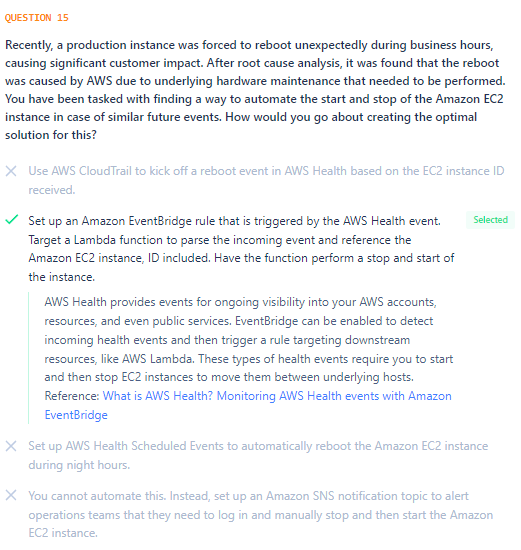 QUESTION 15
Recently, a production instance was forced to reboot unexpectedly during business hours,
causing significant customer impact. After root cause analysis, it was found that the reboot
was caused by AWS due to underlying hardware maintenance that needed to be performed.
You have been tasked with finding a way to automate the start and stop of the Amazon EC2
instance in case of similar future events. How would you go about creating the optimal
solution for this?
Use AWS CloudTrail to kick off a reboot event in AWS Health based on the EC2 instance ID
received.
Set up an Amazon EventBridge rule that is triggered by the AWS Health event.
Selected
Target a Lambda function to parse the incoming event and reference the
Amazon EC2 instance, ID included. Have the function perform a stop and start of
the instance.
AWS Health provides events for ongoing visibility into your AWS accounts,
resources, and even public services. EventBridge can be enabled to detect
incoming health events and then trigger a rule targeting downstream
resources, like AWS Lambda. These types of health events require you to start
and then stop EC2 instances to move them between underlying hosts.
Reference: What is AWS Health? Monitoring AWS Health events with Amazon
EventBridge
Set up AWS Health Scheduled Events to automatically reboot the Amazon EC2 instance
during night hours.
You cannot automate this. Instead, set up an Amazon SNS notification topic to alert
operations teams that they need to log in and manually stop and then start the Amazon
EC2 instance.